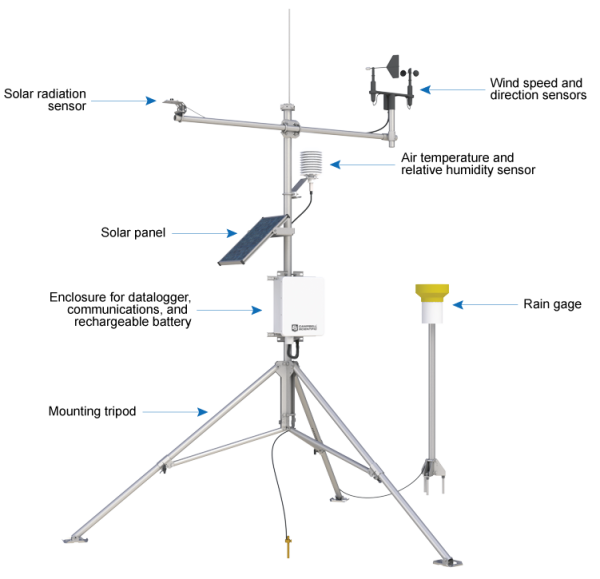 Solar radiation
sensor
Wind speed and
direction sensors
Air temperature and
relative humidity sensor
Solar panel
Enclosure for datalogger,
communications, and
rechargeable battery
CAMPBELL
SCIENTIFIC
Rain gage
Mounting tripod